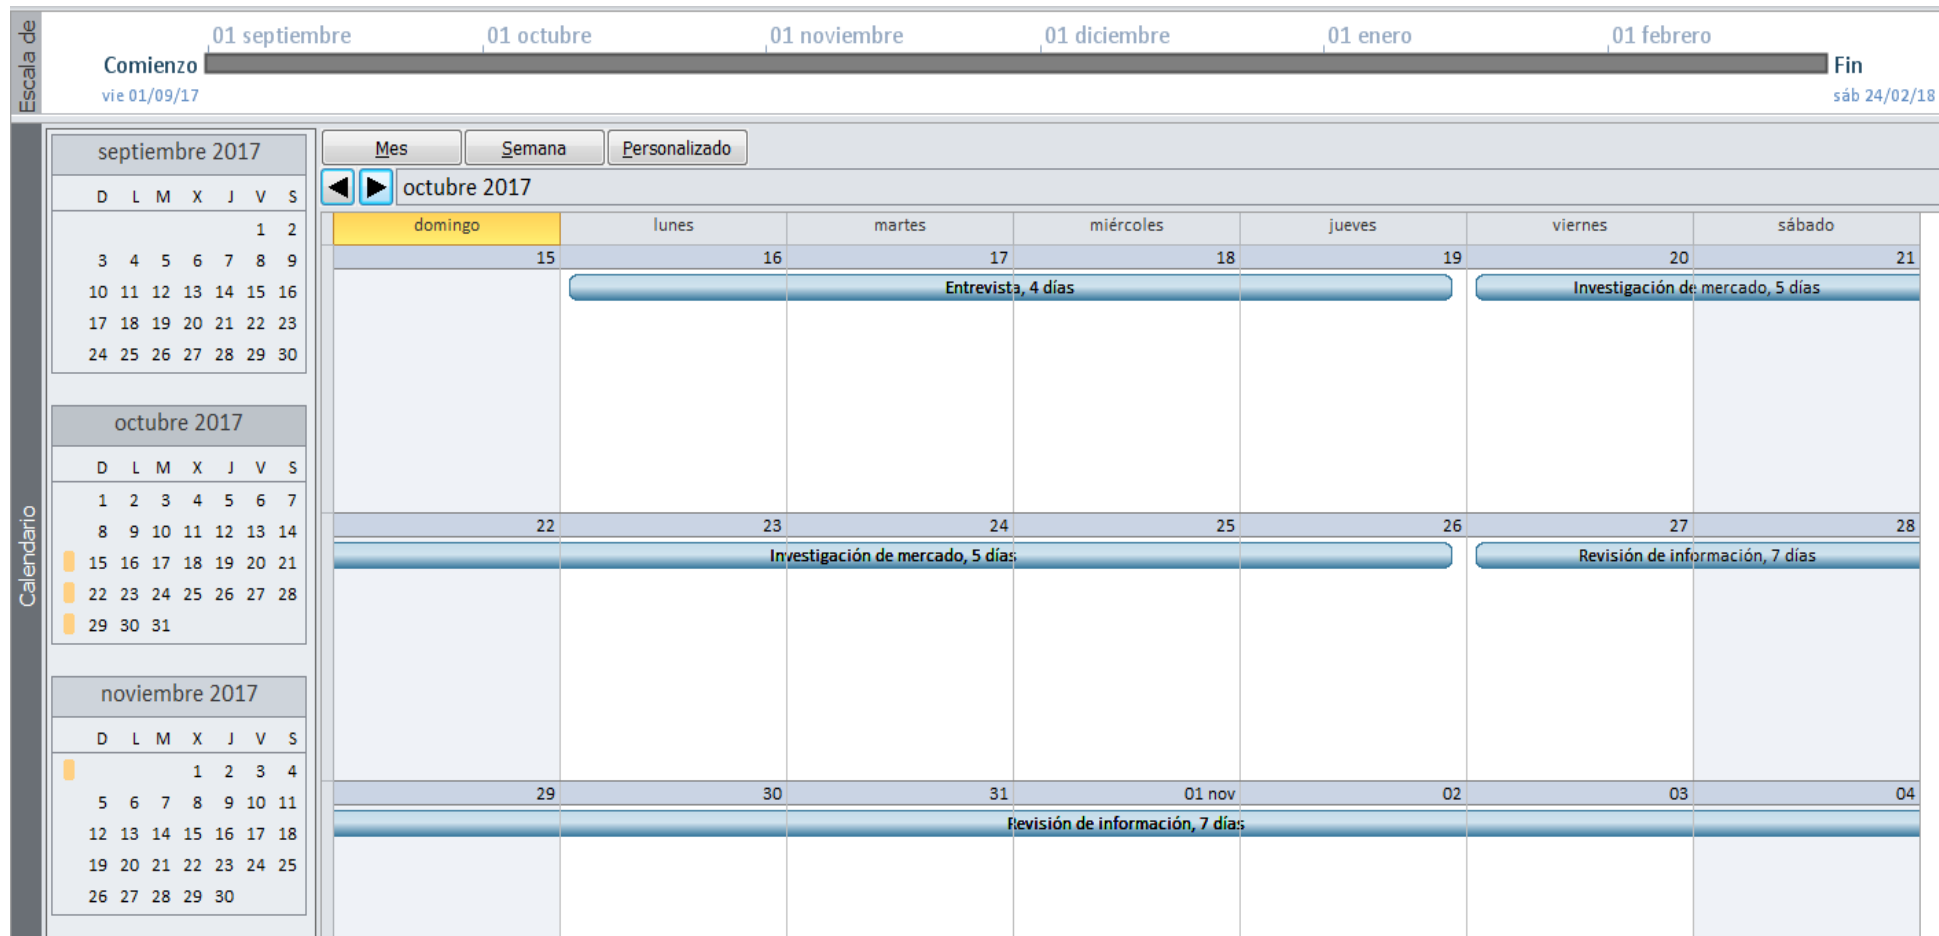 Escala de
01 septiembre 01 octubre 01 noviembre 01 diciembre 01 enero 01 febrero
Comienzo Fin
vie 01/09/17 sáb 24/02/18
Calendario
septiembre 2017
D L M X J V S
1 2
3 4 5 6 7 8 9
10 11 12 13 14 15 16
17 18 19 20 21 22 23
24 25 26 27 28 29 30
octubre 2017
D L M X J V S
1 2 3 4 5 6 7
8 9 10 11 12 13 14
15 16 17 18 19 20 21
22 23 24 25 26 27 28
29 30 31
noviembre 2017
D L M X J V S
1 2 3 4
5 6 7 8 9 10 11
12 13 14 15 16 17 18
19 20 21 22 23 24 25
26 27 28 29 30
Mes Semana Personalizado
octubre 2017
domingo lunes martes miércoles jueves viernes sábado
15 16 17 18 19 20 21
Entrevista, 4 días Investigación de mercado, 5 días
22 23 24 25 26 27 28
Investigación de mercado, 5 días Revisión de información, 7 días
29 30 31 01 nov 02 03 04
Revisión de información, 7 días